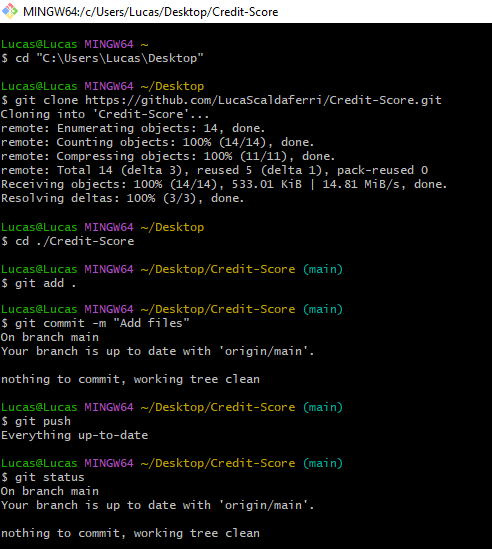 MINGW64:/c/Users/Lucas/Desktop/Credit-Score
Lucas@Lucas MINGW64 ~
$ cd "C:\Users\Lucas\Desktop"
Lucas@Lucas MINGW64 ~/Desktop
$ git clone https://github.com/LucaScaldaferri/Credit-Score.git
Cloning into 'Credit-Score'...
remote: Enumerating objects: 14, done.
remote: Counting objects: 100% (14/14), done.
remote: Compressing objects: 100% (11/11), done.
remote: Total 14 (delta 3), reused 5 (delta 1), pack-reused 0
Receiving objects: 100% (14/14), 533.01 KiB | 14.81 MiB/s, done.
Resolving deltas: 100% (3/3), done.
Lucas@Lucas MINGW64 ~/Desktop
$ cd ./Credit-Score
Lucas@Lucas MINGW64 ~/Desktop/Credit-Score (main)
$ git add .
Lucas@Lucas MINGW64 ~/Desktop/Credit-Score (main)
$ git commit -m "Add files"
On branch main
Your branch is up to date with 'origin/main'.
nothing to commit, working tree clean
Lucas@Lucas MINGW64 ~/Desktop/Credit-Score (main)
$ git push
Everything up-to-date
Lucas@Lucas MINGW64 ~/Desktop/Credit-Score (main)
$ git status
On branch main
Your branch is up to date with 'origin/main'.
nothing to commit, working tree clean